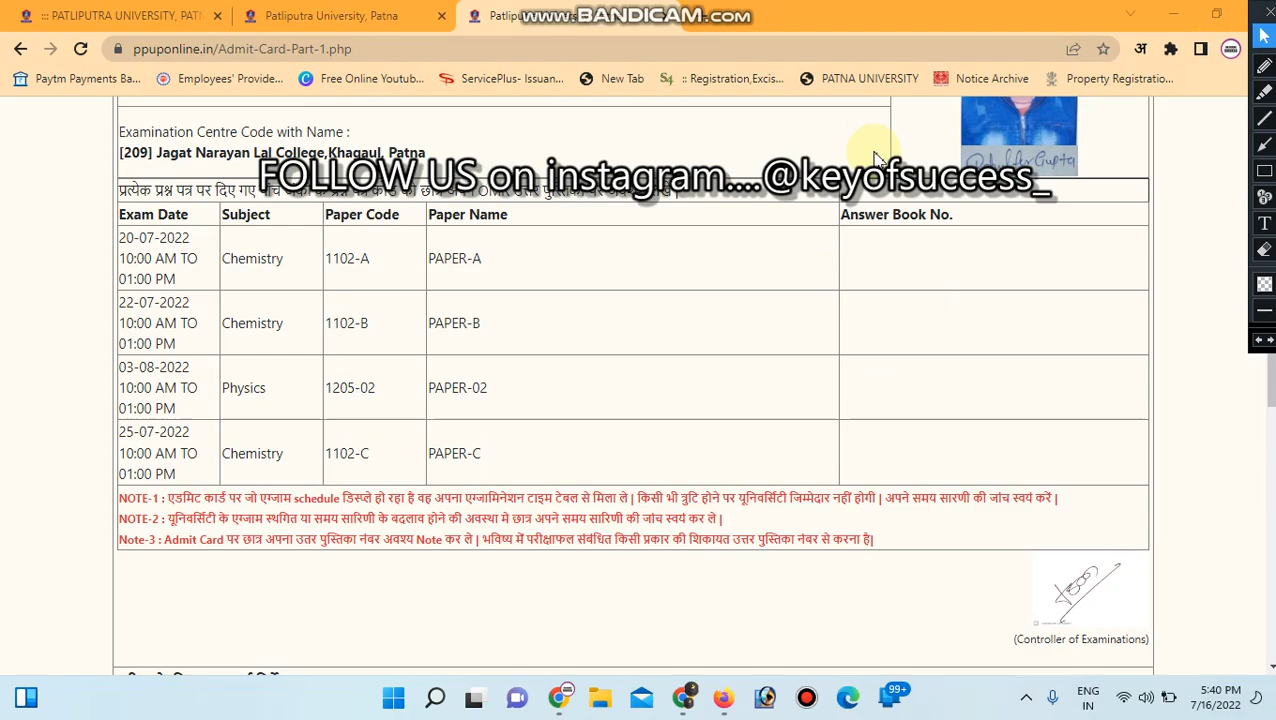 ::: PATLIPUTRA UNIVERSITY, PATNA
Patliputra University, Patna
Patlip
www.BANDICAM.com
ppuponline.in/Admit-Card-Part-1.php
अ
Paytm Payments Ba...
Employees' Provide...
Free Online Youtub...
ServicePlus- Issuan...
New Tab
:: Registration,Excis...
PATNA UNIVERSITY
Notice Archive
Property Registratio...
Examination Centre Code with Name :
[209] Jagat Narayan Lal College,Khagaul, Patna
FOLLOW US on instagram....@keyofsuccess_
प्रत्येक प्रश्न पत्र पर दिए गए
Exam Date Subject Paper Code Paper Name Answer Book No.
20-07-2022
10:00 AM TO Chemistry 1102-A PAPER-A
01:00 PM
22-07-2022
10:00 AM TO Chemistry 1102-B PAPER-B
01:00 PM
03-08-2022
10:00 AM TO Physics 1205-02 PAPER-02
01:00 PM
25-07-2022
10:00 AM TO Chemistry 1102-C PAPER-C
01:00 PM
NOTE-1 : एडमिट कार्ड पर जो एग्जाम schedule डिस्प्ले हो रहा है वह अपना एग्जामिनेशन टाइम टेबल से मिला ले | किसी भी त्रुटि होने पर यूनिवर्सिटी जिम्मेदार नहीं होगी | अपने समय सारणी की जांच स्वयं करें |
NOTE-2 : यूनिवर्सिटी के एग्जाम स्थगित या समय सारिणी के बदलाव होने की अवस्था मे छात्र अपने समय सारिणी की जांच स्वयं कर ले |
Note-3 : Admit Card पर छात्र अपना उतर पुस्तिका नंबर अवश्य Note कर ले | भविष्य में परीक्षाफल संबंधित किसी प्रकार की शिकायत उत्तर पुस्तिका नंबर से करना है|
(Controller of Examinations)
99+
ENG
IN
5:40 PM
7/16/2022